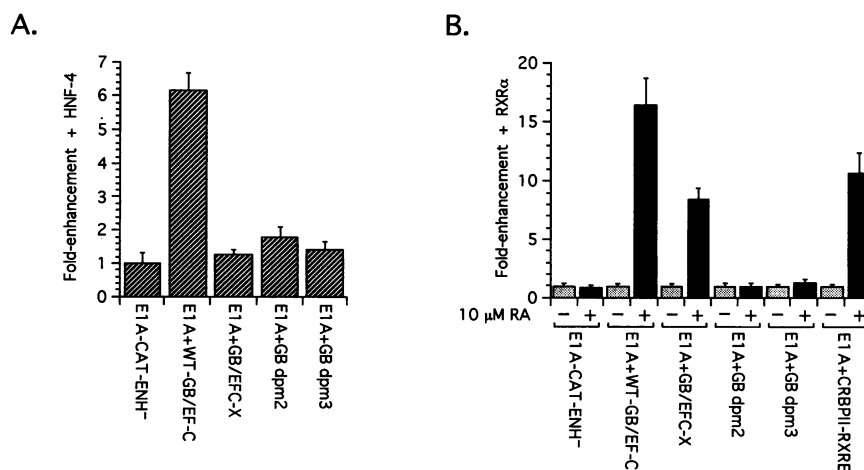 A.
Fold-enhancement + HNF-4
7
6
5
4
3
2
1
0
E1A-CAT-ENH−
E1A+WT-GB/EF-C
E1A+GB/EFC-X
E1A+GB dpm2
E1A+GB dpm3
B.
Fold-enhancement + RXRα
20
15
10
5
0
10 μM RA
− + − + − + − + − + − +
E1A-CAT-ENH−
E1A+WT-GB/EF-C
E1A+GB/EFC-X
E1A+GB dpm2
E1A+GB dpm3
E1A+CRBPII-RXRE